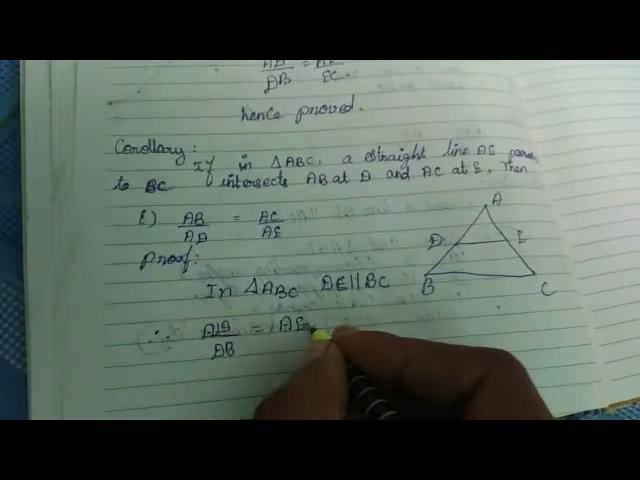 AD = AE
DB EC.
hence proved.
Corollary:
If in ΔABC, a straight line DE
to BC intersects AB at D and AC at E, Then
i) AB = AC
AD AE
Proof:
In ΔABC DE||BC
∴ AD = AE
DB
A
D
E
B
C